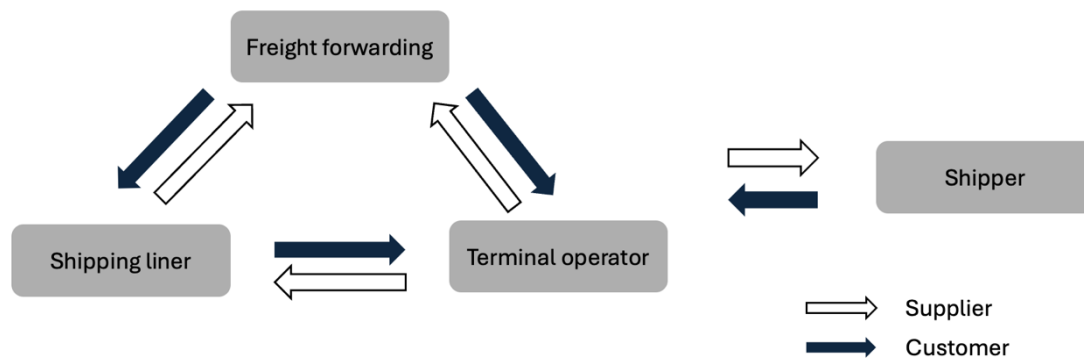 Freight forwarding
Shipper
Shipping liner
Terminal operator
Supplier
Customer